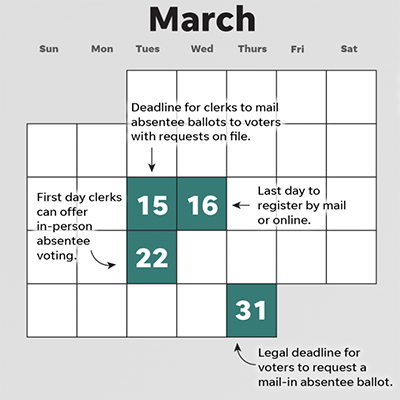 March
Sun Mon Tues Wed Thurs Fri Sat
Deadline for clerks to mail
absentee ballots to voters
with requests on file.
First day clerks
can offer
in-person
absentee
voting.
15 16
Last day to
register by mail
or online.
22
31
Legal deadline for
voters to request a
mail-in absentee ballot.